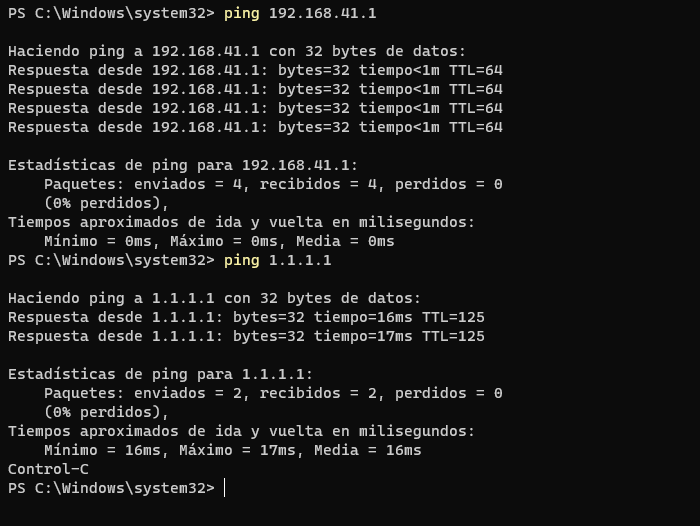 PS C:\Windows\system32> ping 192.168.41.1
Haciendo ping a 192.168.41.1 con 32 bytes de datos:
Respuesta desde 192.168.41.1: bytes=32 tiempo<1m TTL=64
Respuesta desde 192.168.41.1: bytes=32 tiempo<1m TTL=64
Respuesta desde 192.168.41.1: bytes=32 tiempo<1m TTL=64
Respuesta desde 192.168.41.1: bytes=32 tiempo<1m TTL=64
Estadísticas de ping para 192.168.41.1:
    Paquetes: enviados = 4, recibidos = 4, perdidos = 0
    (0% perdidos),
Tiempos aproximados de ida y vuelta en milisegundos:
    Mínimo = 0ms, Máximo = 0ms, Media = 0ms
PS C:\Windows\system32> ping 1.1.1.1
Haciendo ping a 1.1.1.1 con 32 bytes de datos:
Respuesta desde 1.1.1.1: bytes=32 tiempo=16ms TTL=125
Respuesta desde 1.1.1.1: bytes=32 tiempo=17ms TTL=125
Estadísticas de ping para 1.1.1.1:
    Paquetes: enviados = 2, recibidos = 2, perdidos = 0
    (0% perdidos),
Tiempos aproximados de ida y vuelta en milisegundos:
    Mínimo = 16ms, Máximo = 17ms, Media = 16ms
Control-C
PS C:\Windows\system32>